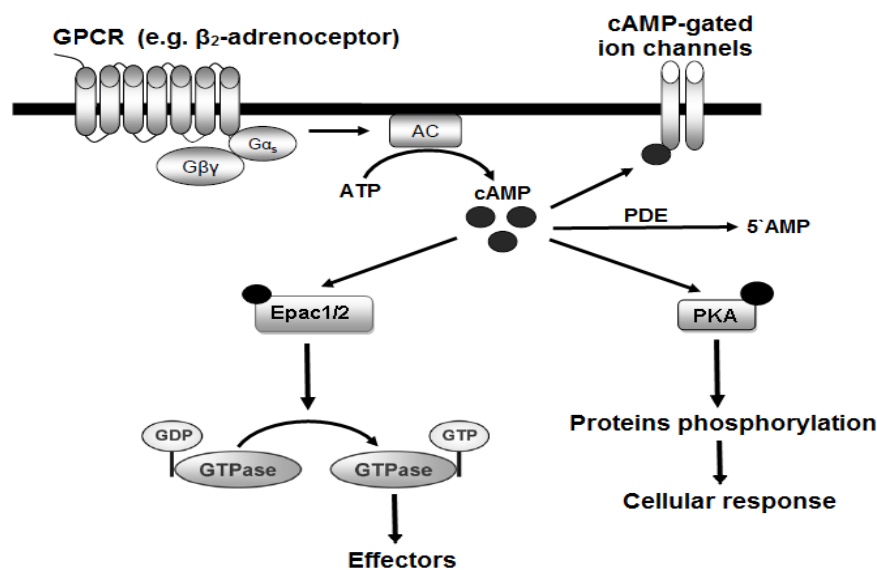 GPCR (e.g. β₂-adrenoceptor)
cAMP-gated
ion channels
Gαₛ
Gβγ
AC
ATP
cAMP
PDE
5`AMP
Epac1/2
PKA
GDP
GTPase
GTPase
GTP
Effectors
Proteins phosphorylation
Cellular response